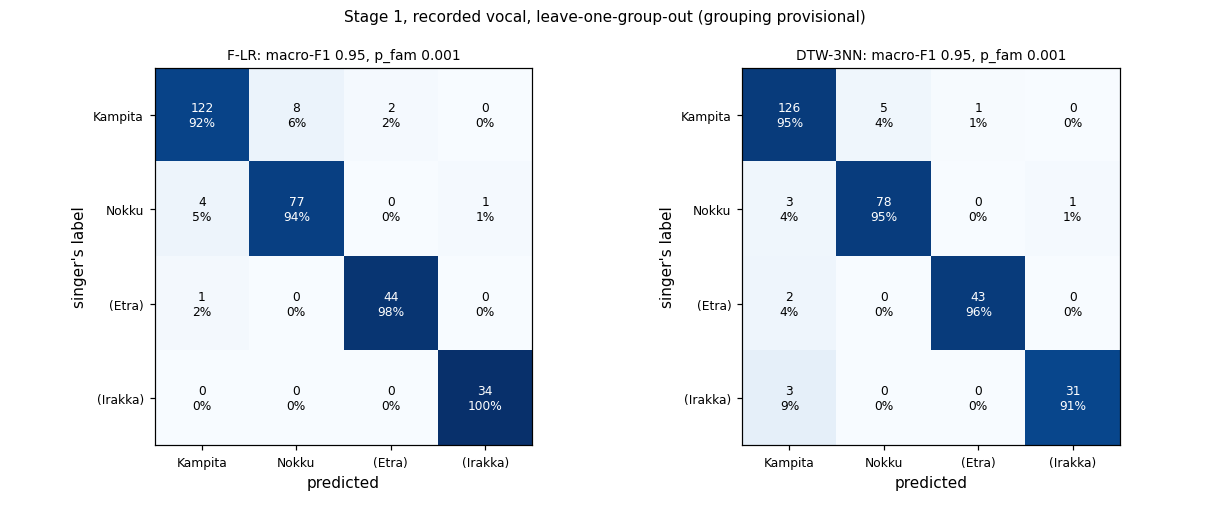 Stage 1, recorded vocal, leave-one-group-out (grouping provisional)
F-LR: macro-F1 0.95, p_fam 0.001
singer's label
Kampita
122
92%
8
6%
2
2%
0
0%
Nokku
4
5%
77
94%
0
0%
1
1%
(Etra)
1
2%
0
0%
44
98%
0
0%
(Irakka)
0
0%
0
0%
0
0%
34
100%
Kampita
Nokku
(Etra)
(Irakka)
predicted
DTW-3NN: macro-F1 0.95, p_fam 0.001
singer's label
Kampita
126
95%
5
4%
1
1%
0
0%
Nokku
3
4%
78
95%
0
0%
1
1%
(Etra)
2
4%
0
0%
43
96%
0
0%
(Irakka)
3
9%
0
0%
0
0%
31
91%
Kampita
Nokku
(Etra)
(Irakka)
predicted